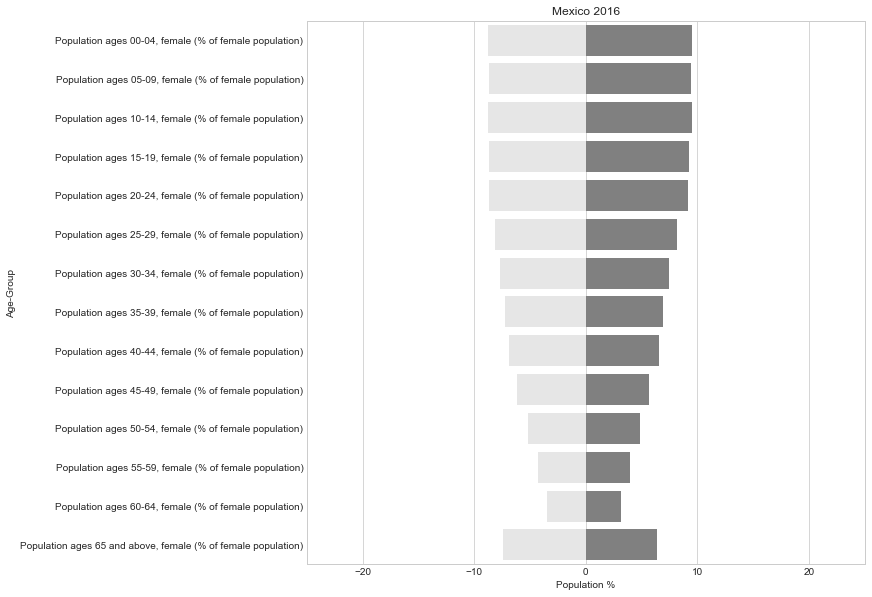 Mexico 2016
Population ages 00-04, female (% of female population)
Population ages 05-09, female (% of female population)
Population ages 10-14, female (% of female population)
Population ages 15-19, female (% of female population)
Population ages 20-24, female (% of female population)
Population ages 25-29, female (% of female population)
Population ages 30-34, female (% of female population)
Population ages 35-39, female (% of female population)
Population ages 40-44, female (% of female population)
Population ages 45-49, female (% of female population)
Population ages 50-54, female (% of female population)
Population ages 55-59, female (% of female population)
Population ages 60-64, female (% of female population)
Population ages 65 and above, female (% of female population)
Age-Group
−20 −10 0 10 20
Population %